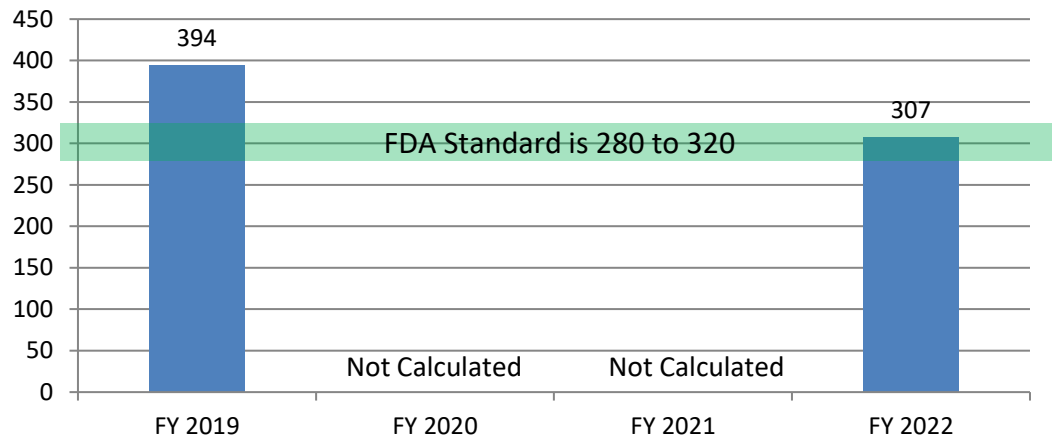 450
394
400
350
307
300
FDA Standard is 280 to 320
250
200
150
100
50
Not Calculated
Not Calculated
0
FY 2019
FY 2020
FY 2021
FY 2022